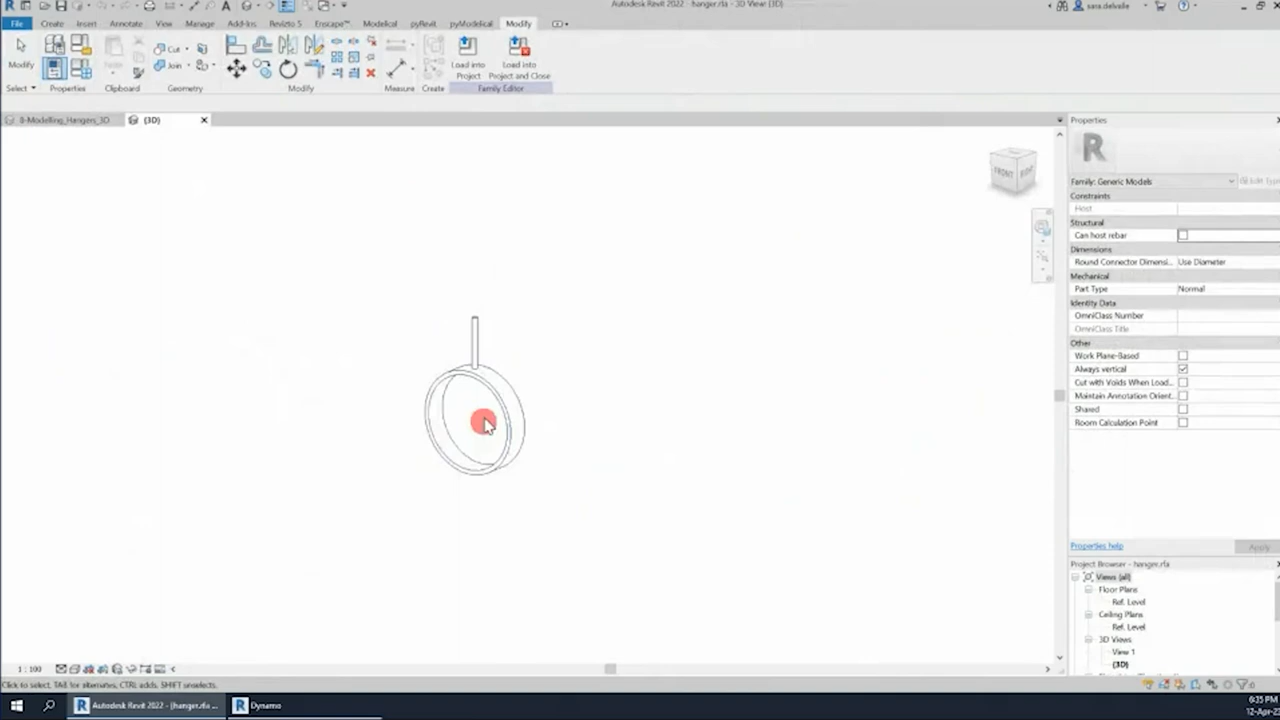 Autodesk Revit 2022 - hanger.rfa - 3D View {3D}
sara.delvalle
File Create Insert Annotate View Manage Add-Ins Revizto 5 Enscape™ Modelical pyRevit pyModelical Modify
Cut
Join
Modify
Load into Project
Load into Project and Close
Select Properties Clipboard Geometry Modify Measure Create Family Editor
B-Modelling_Hangers_3D
{3D}
FRONT
Properties
R
Family: Generic Models
Edit Type
Constraints
Host
Structural
Can host rebar
Dimensions
Round Connector Dimensi... Use Diameter
Mechanical
Part Type Normal
Identity Data
OmniClass Number
OmniClass Title
Other
Work Plane-Based
Always vertical
Cut with Voids When Load...
Maintain Annotation Orient...
Shared
Room Calculation Point
Properties help
Apply
Project Browser - hanger.rfa
Views (all)
Floor Plans
Ref. Level
Ceiling Plans
Ref. Level
3D Views
View 1
{3D}
1 : 100
Click to select, TAB for alternates, CTRL adds, SHIFT unselects.
:0
Autodesk Revit 2022 - [hanger.rfa ...
Dynamo
6:35 PM